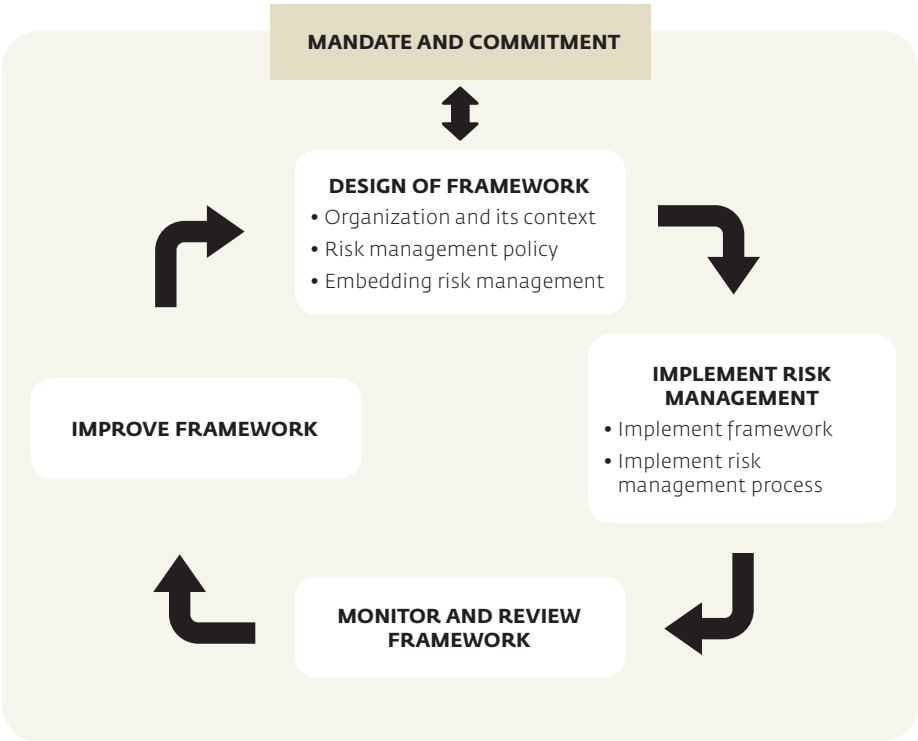 MANDATE AND COMMITMENT
DESIGN OF FRAMEWORK
• Organization and its context
• Risk management policy
• Embedding risk management
IMPLEMENT RISK
MANAGEMENT
• Implement framework
• Implement risk
management process
IMPROVE FRAMEWORK
MONITOR AND REVIEW
FRAMEWORK